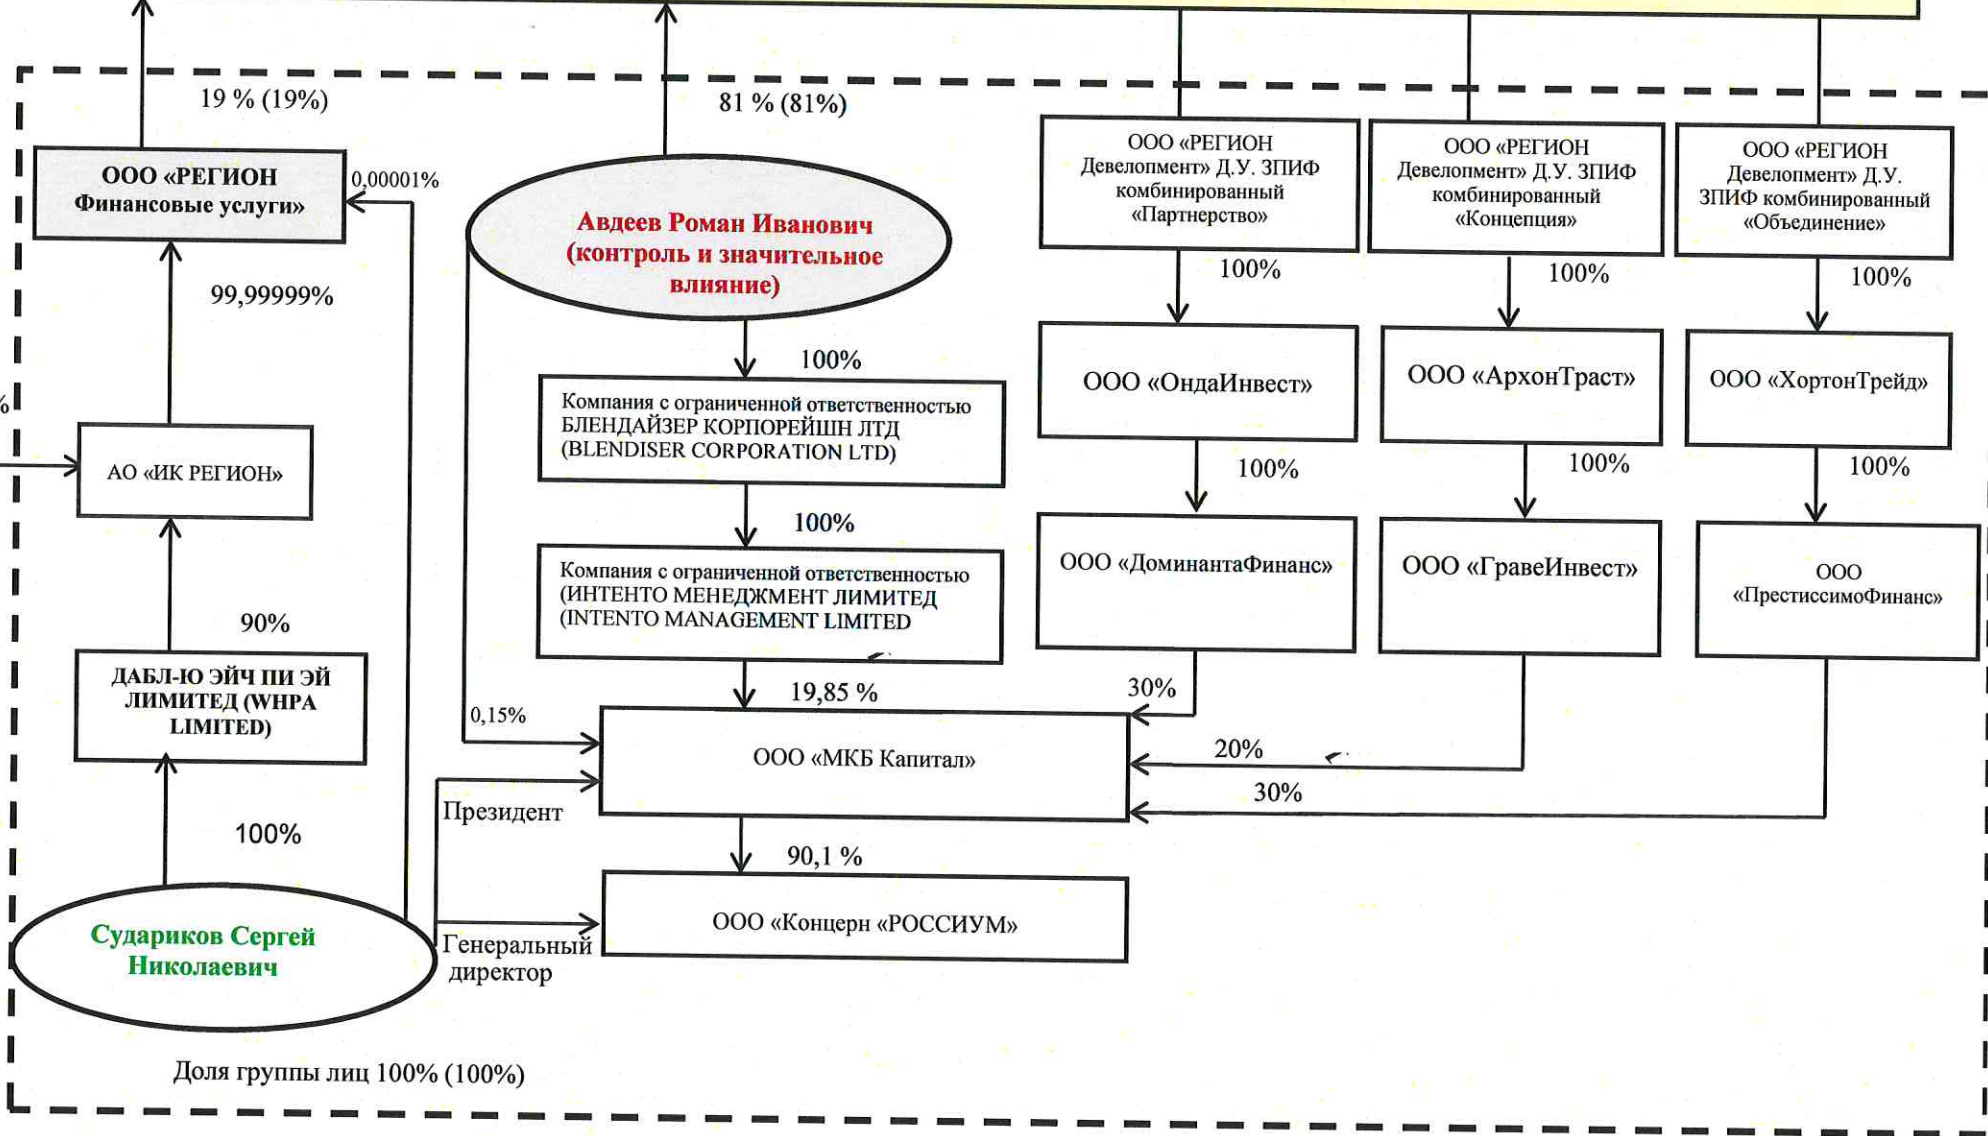 19 % (19%)
81 % (81%)
ООО «РЕГИОН
Финансовые услуги»
0,00001%
Авдеев Роман Иванович
(контроль и значительное
влияние)
ООО «РЕГИОН
Девелопмент» Д.У. ЗПИФ
комбинированный
«Партнерство»
ООО «РЕГИОН
Девелопмент» Д.У. ЗПИФ
комбинированный
«Концепция»
ООО «РЕГИОН
Девелопмент» Д.У.
ЗПИФ комбинированный
«Объединение»
99,99999%
100%
100%
100%
100%
ООО «ОндаИнвест»
ООО «АрхонТраст»
ООО «ХортонТрейд»
Компания с ограниченной ответственностью
БЛЕНДАЙЗЕР КОРПОРЕЙШН ЛТД
(BLENDISER CORPORATION LTD)
%
АО «ИК РЕГИОН»
100%
100%
100%
100%
Компания с ограниченной ответственностью
(ИНТЕНТО МЕНЕДЖМЕНТ ЛИМИТЕД
(INTENTO MANAGEMENT LIMITED
ООО «ДоминантаФинанс»
ООО «ГравеИнвест»
ООО
«ПрестиссимоФинанс»
90%
ДАБЛ-Ю ЭЙЧ ПИ ЭЙ
ЛИМИТЕД (WHPA
LIMITED)
19,85 %
30%
0,15%
ООО «МКБ Капитал»
20%
30%
Президент
100%
90,1 %
ООО «Концерн «РОССИУМ»
Генеральный
директор
Судариков Сергей
Николаевич
Доля группы лиц 100% (100%)